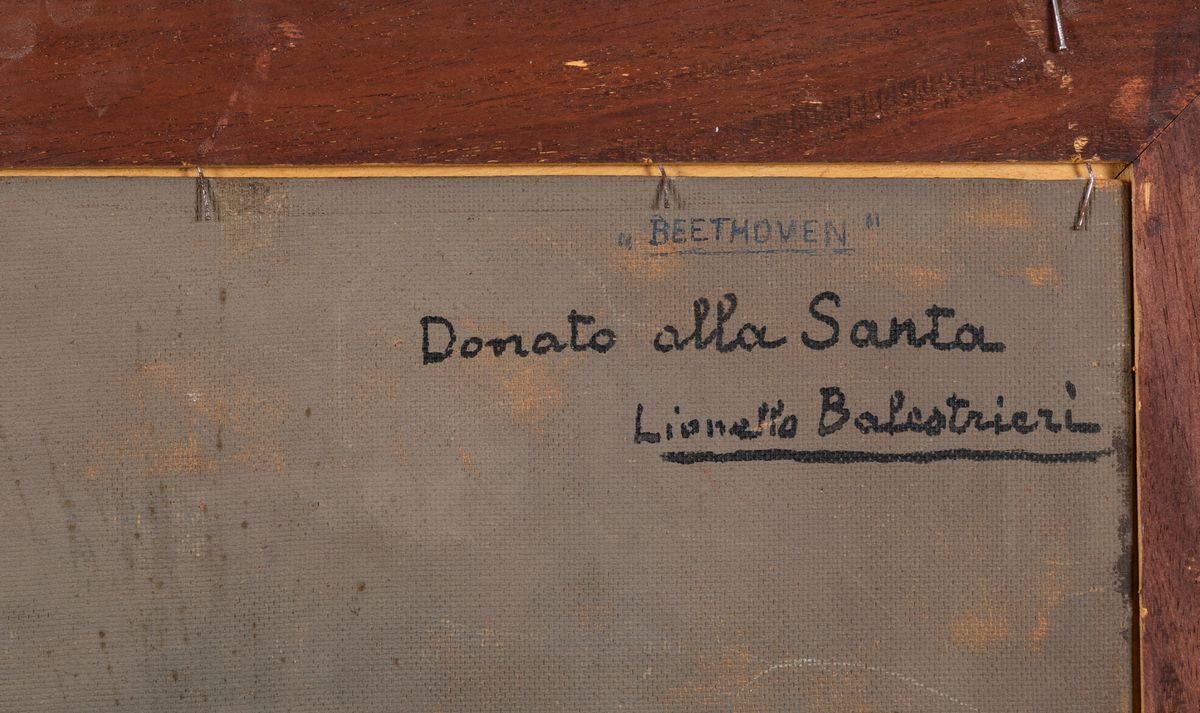 „BEETHOVEN"
Donato alla Santa
Lionello Balestrieri